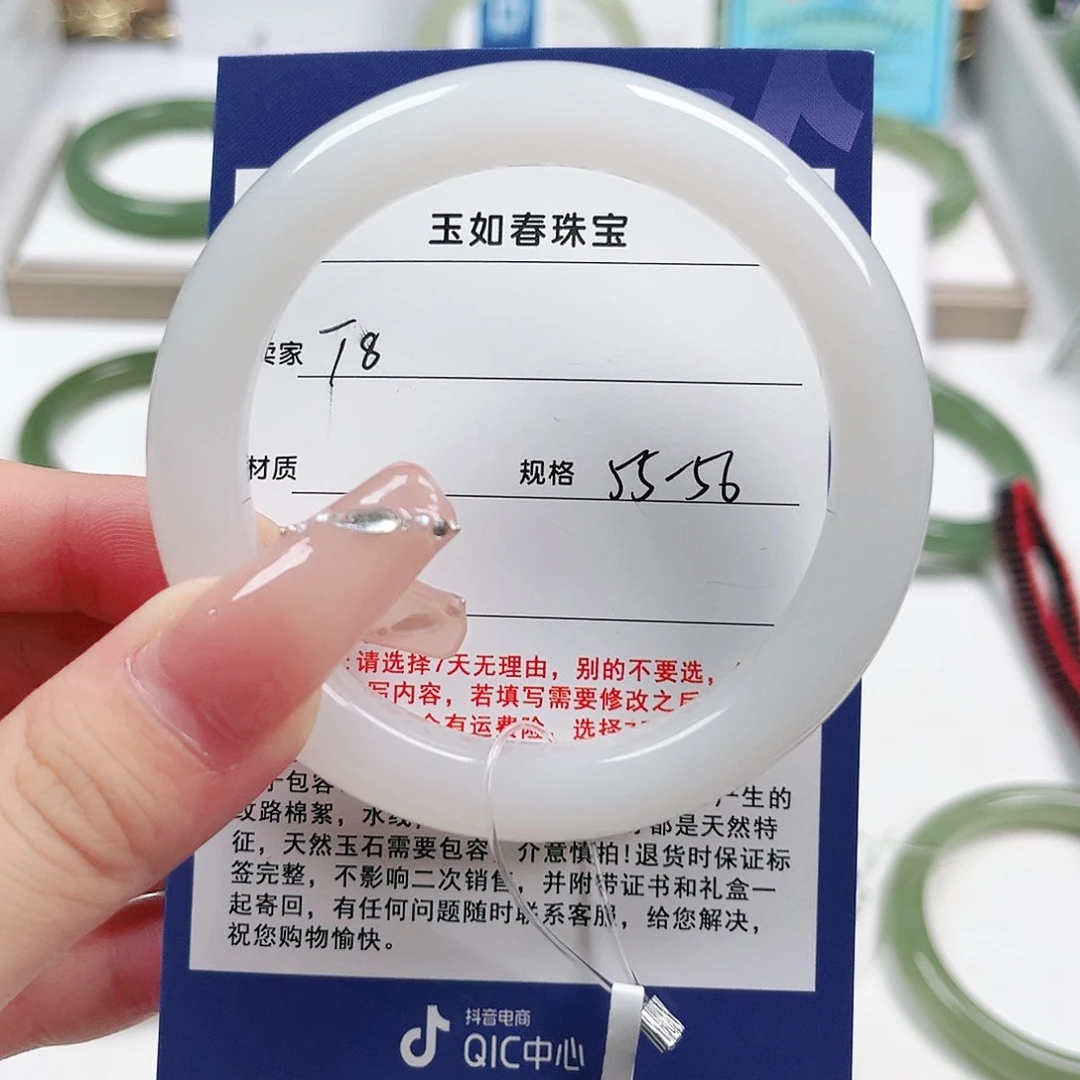 玉如春珠宝
卖家 T8
材质 规格 55-56
:请选择7天无理由，别的不要选，
写内容，若填写需要修改之后
会有运费险，选择7天
于包容 产生的
纹路棉絮，水线， 都是天然特
征，天然玉石需要包容 介意慎拍!退货时保证标
签完整，不影响二次销售，并附带证书和礼盒一
起寄回，有任何问题随时联系客服，给您解决，
祝您购物愉快。
抖音电商
QIC中心